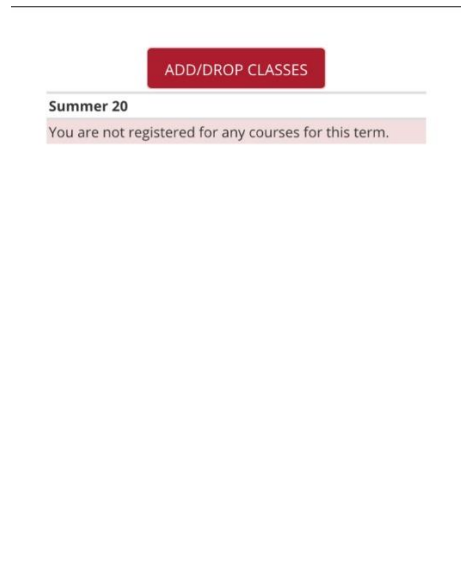 ADD/DROP CLASSES
Summer 20
You are not registered for any courses for this term.